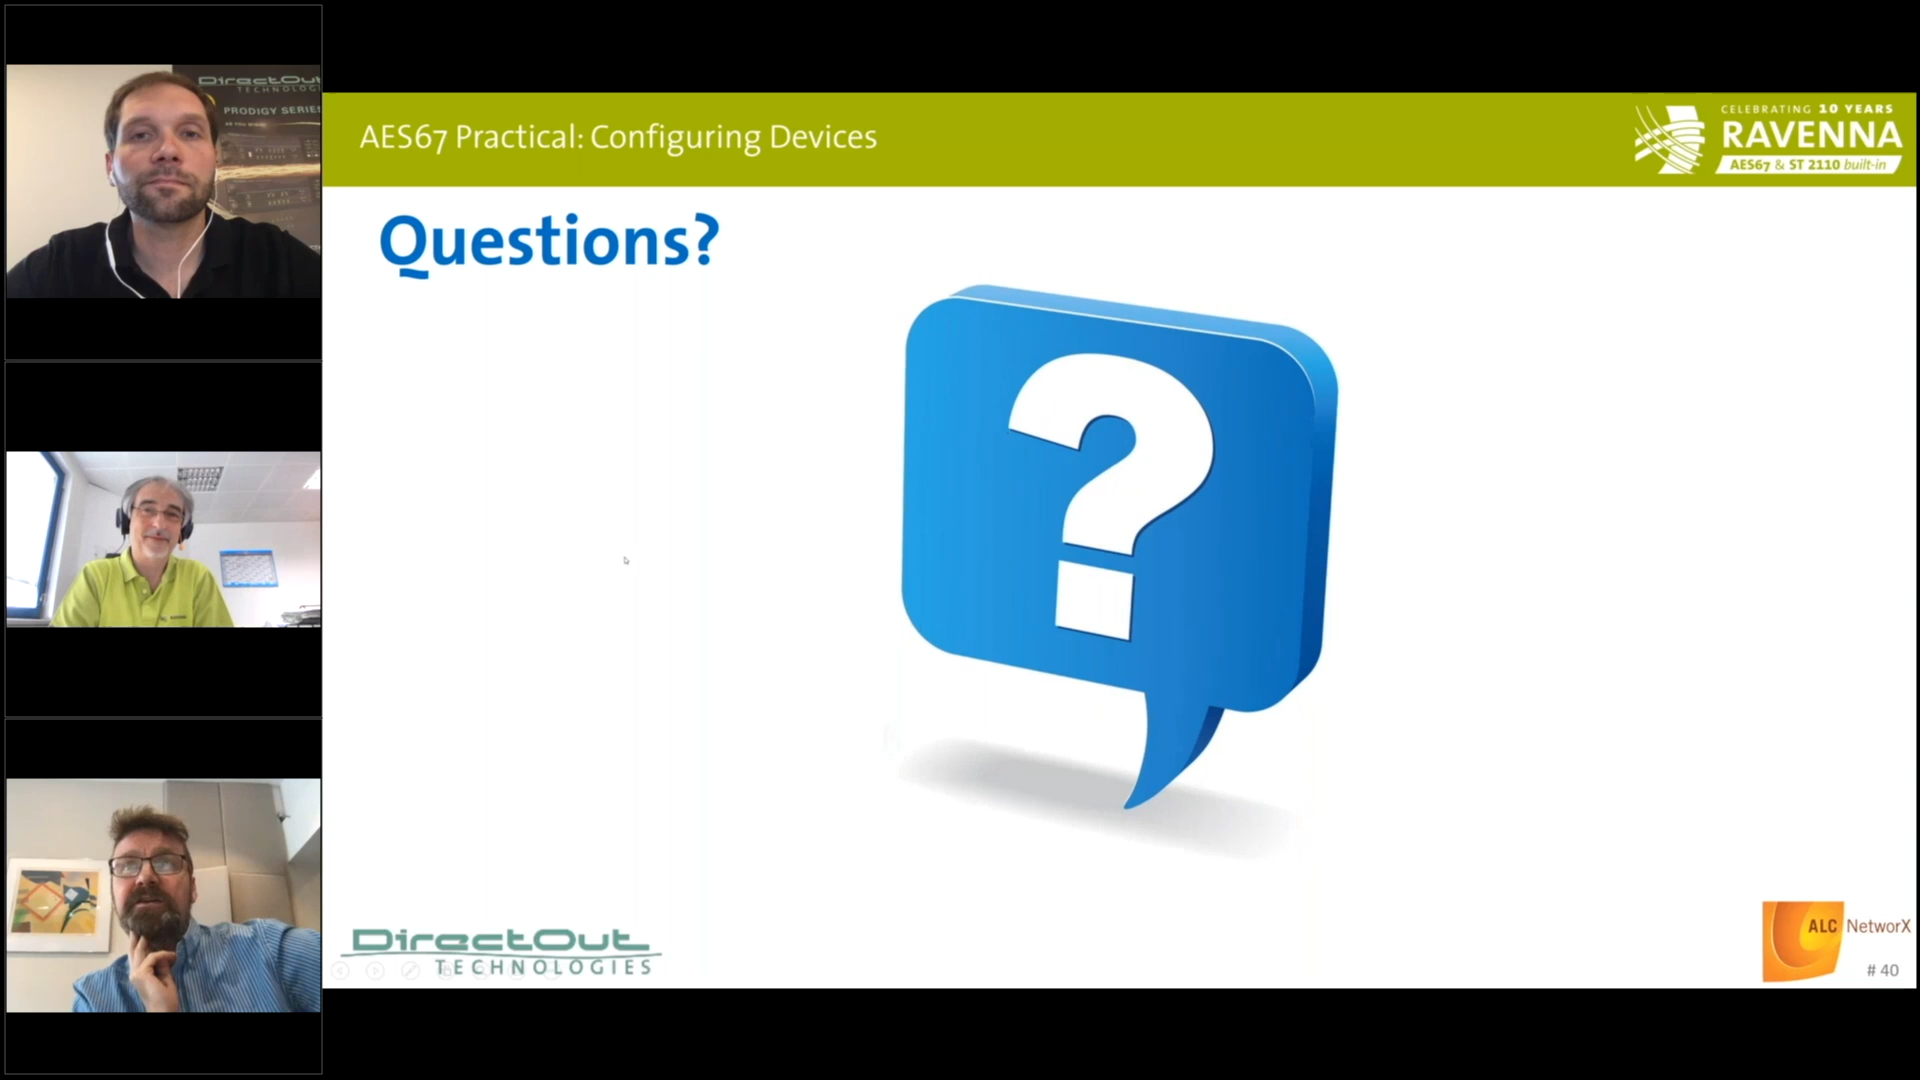 DirectOut
TECHNOLOGI
PRODIGY SERIES
AES67 Practical: Configuring Devices
CELEBRATING 10 YEARS
RAVENNA
AES67 & ST 2110 built-in
Questions?
?
DirectOut
TECHNOLOGIES
ALC NetworX
# 40